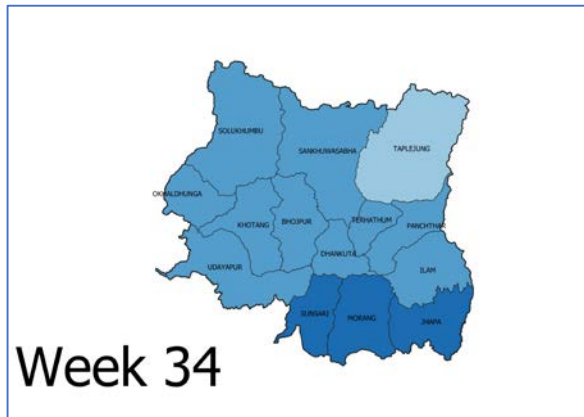 SOLUKHUMBU
SANKHUWASABHA
TAPLEJUNG
OKHALDHUNGA
KHOTANG
BHOJPUR
TERHATHUM
PANCHTHAR
DHANKUTA
UDAYAPUR
ILAM
SUNSARI
MORANG
JHAPA
Week 34